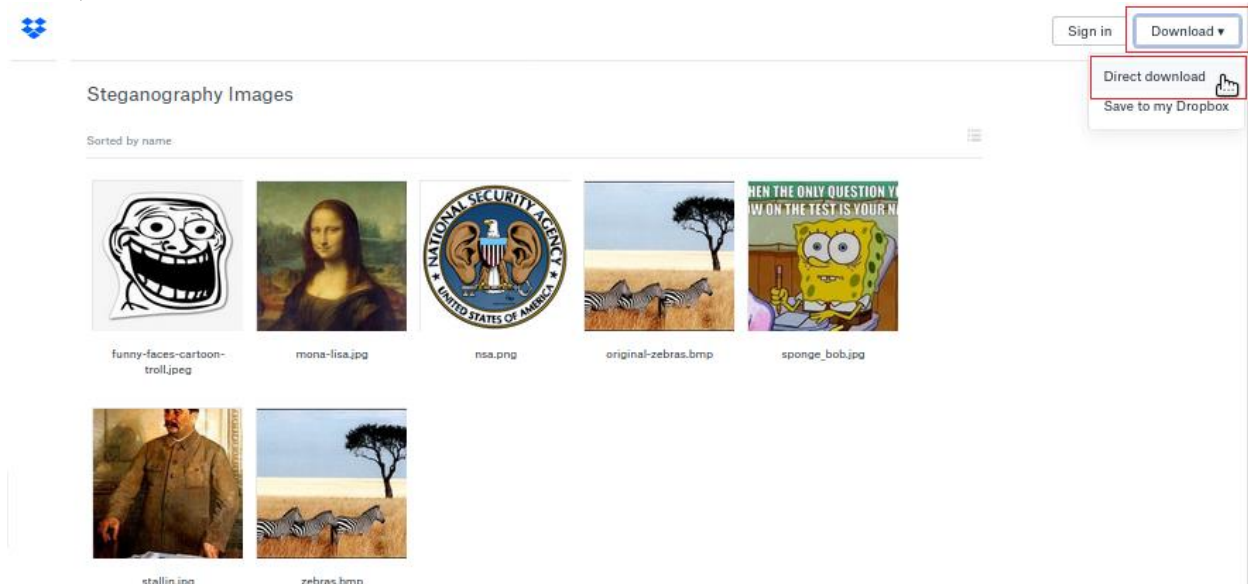 Sign in
Download ▾
Direct download
Save to my Dropbox
Steganography Images
Sorted by name
NATIONAL SECURITY AGENCY
UNITED STATES OF AMERICA
HEN THE ONLY QUESTION Y
W ON THE TEST IS YOUR N
funny-faces-cartoon-
troll.jpeg
mona-lisa.jpg
nsa.png
original-zebras.bmp
sponge_bob.jpg
stallin.jpg
zebras.bmp